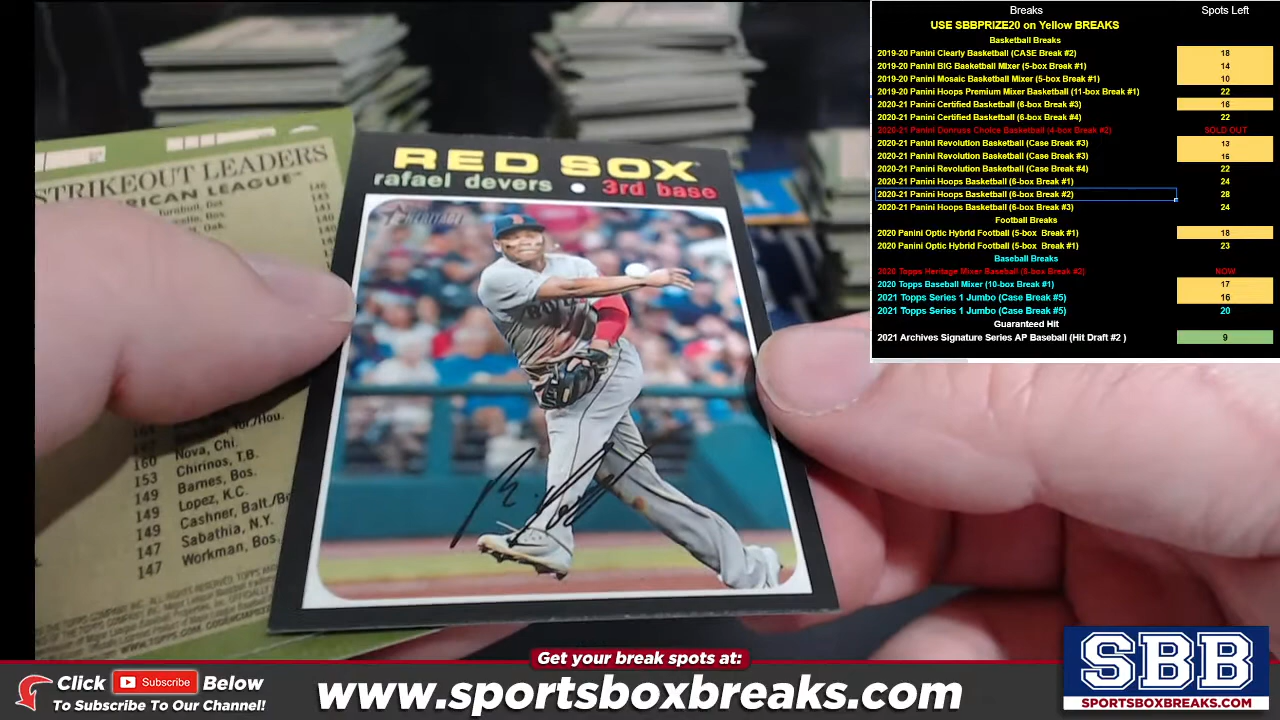 Breaks Spots Left
USE SBBPRIZE20 on Yellow BREAKS
Basketball Breaks
2019-20 Panini Clearly Basketball (CASE Break #2) 18
2019-20 Panini BIG Basketball Mixer (5-box Break #1) 14
2019-20 Panini Mosaic Basketball Mixer (5-box Break #1) 10
2019-20 Panini Hoops Premium Mixer Basketball (11-box Break #1) 22
2020-21 Panini Certified Basketball (6-box Break #3) 16
2020-21 Panini Certified Basketball (6-box Break #4) 22
2020-21 Panini Donruss Choice Basketball (4-box Break #2) SOLD OUT
2020-21 Panini Revolution Basketball (Case Break #3) 13
2020-21 Panini Revolution Basketball (Case Break #3) 16
2020-21 Panini Revolution Basketball (Case Break #4) 22
2020-21 Panini Hoops Basketball (6-box Break #1) 24
2020-21 Panini Hoops Basketball (6-box Break #2) 28
2020-21 Panini Hoops Basketball (6-box Break #3) 24
Football Breaks
2020 Panini Optic Hybrid Football (5-box Break #1) 18
2020 Panini Optic Hybrid Football (5-box Break #1) 23
Baseball Breaks
2020 Topps Heritage Mixer Baseball (8-box Break #2) NOW
2020 Topps Baseball Mixer (10-box Break #1) 17
2021 Topps Series 1 Jumbo (Case Break #5) 16
2021 Topps Series 1 Jumbo (Case Break #5) 20
Guaranteed Hit
2021 Archives Signature Series AP Baseball (Hit Draft #2 ) 9
STRIKEOUT LEADERS
AMERICAN LEAGUE™
RED SOX
rafael devers • 3rd base
HERITAGE
Nova, Chi.
160 Chirinos, T.B.
153 Barnes, Bos.
149 Lopez, K.C.
149 Cashner, Balt./Bo
149 Sabathia, N.Y.
147 Workman, Bos.
147
Get your break spots at:
Click Subscribe Below
To Subscribe To Our Channel!
www.sportsboxbreaks.com
SBB
SPORTSBOXBREAKS.COM